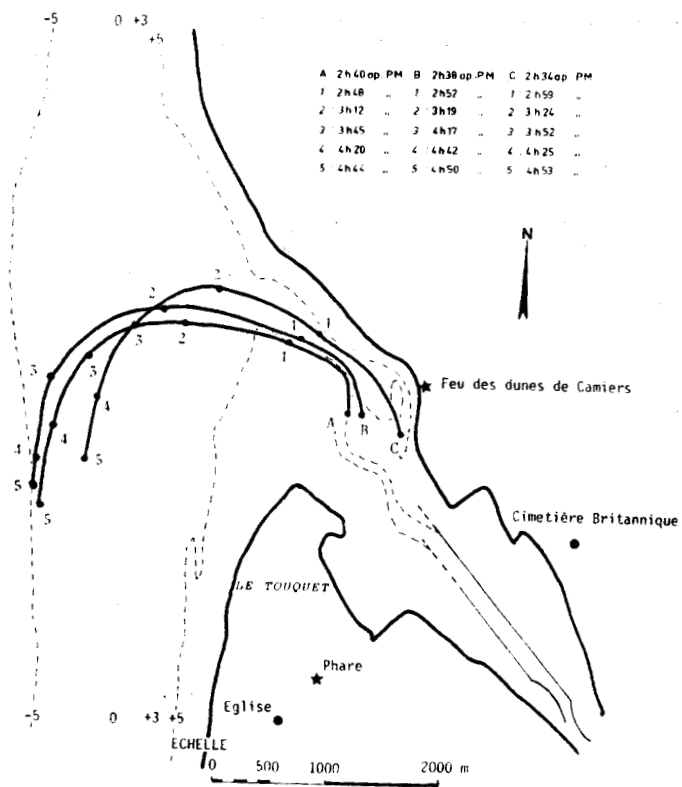 -5 0 +3
+5
A 2h40ap. PM B 2h38ap. PM C 2h34ap PM
1 2h48 „ 1 2h52 „ 1 2h59 „
2 3h12 „ 2 3h19 „ 2 3h24 „
3 3h45 „ 3 4h17 „ 3 3h52 „
4 4h20 „ 4 4h42 „ 4 4h25 „
5 4h44 „ 5 4h50 „ 5 4h53 „
N
2
2
1
1
3 2 1
3
3
Feu des dunes de Camiers
4
A B
4
C
4 5
5
5
Cimetière Britannique
LE TOUQUET
Phare
Eglise
-5 0 +3 +5
ECHELLE
0 500 1000 2000 m